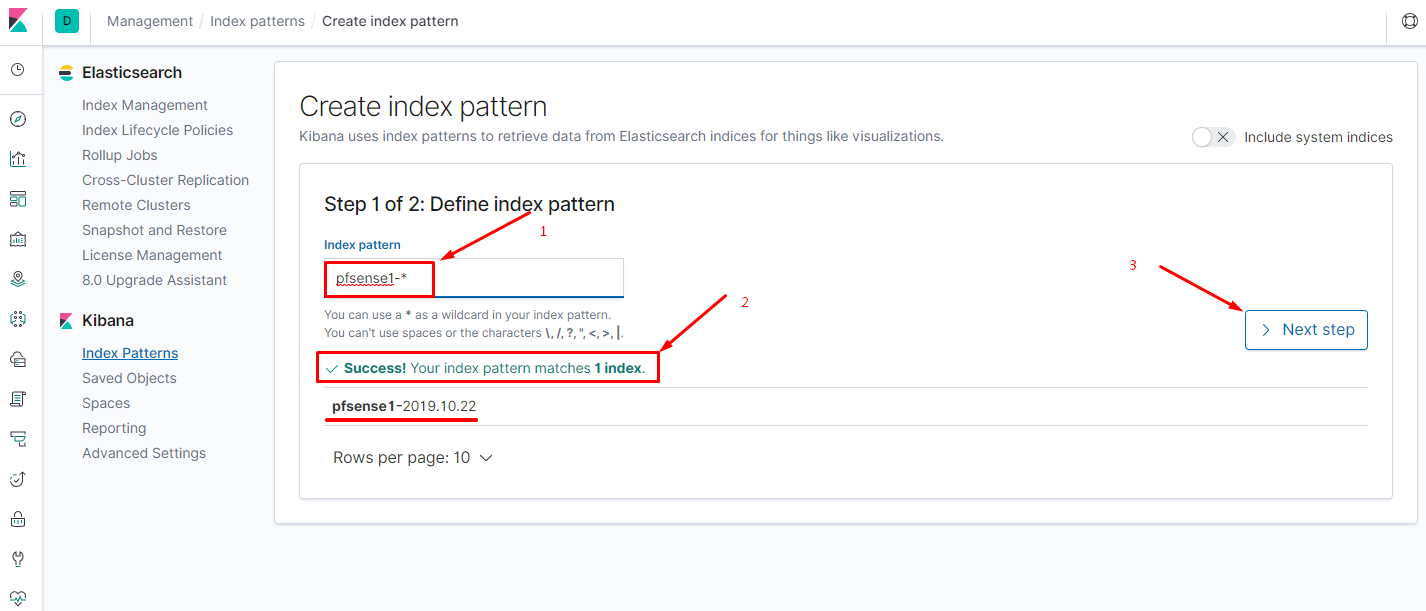 D Management / Index patterns / Create index pattern
Elasticsearch
Index Management
Index Lifecycle Policies
Rollup Jobs
Cross-Cluster Replication
Remote Clusters
Snapshot and Restore
License Management
8.0 Upgrade Assistant
Kibana
Index Patterns
Saved Objects
Spaces
Reporting
Advanced Settings
Create index pattern
Kibana uses index patterns to retrieve data from Elasticsearch indices for things like visualizations.
Include system indices
Step 1 of 2: Define index pattern
1
Index pattern
pfsense1-*
You can use a * as a wildcard in your index pattern.
You can't use spaces or the characters \, /, ?, ", <, >, |.
2
3
Next step
Success! Your index pattern matches 1 index.
pfsense1-2019.10.22
Rows per page: 10